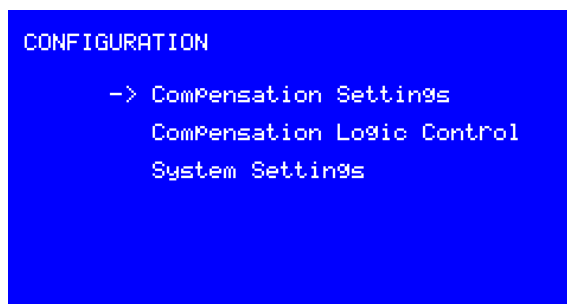 CONFIGURATION
-> Compensation Settings
Compensation Logic Control
System Settings